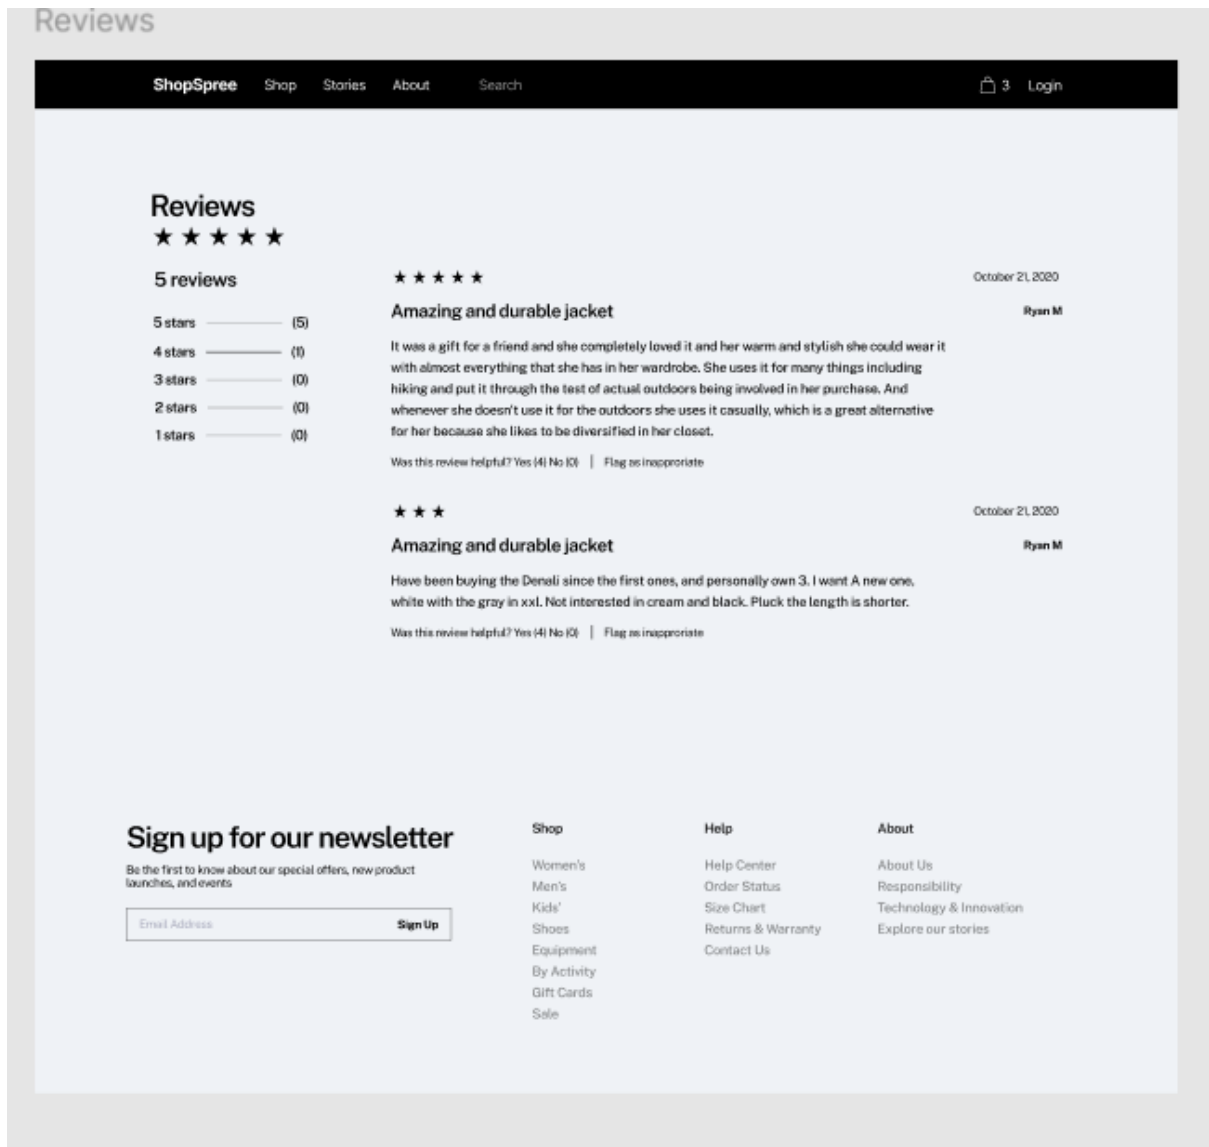 Reviews
ShopSpree Shop Stories About Search 3 Login
Reviews
5 reviews
5 stars (5)
4 stars (1)
3 stars (0)
2 stars (0)
1 stars (0)
October 21, 2020
Amazing and durable jacket
Ryan M
It was a gift for a friend and she completely loved it and her warm and stylish she could wear it
with almost everything that she has in her wardrobe. She uses it for many things including
hiking and put it through the test of actual outdoors being involved in her purchase. And
whenever she doesn't use it for the outdoors she uses it casually, which is a great alternative
for her because she likes to be diversified in her closet.
Was this review helpful? Yes (4) No (0) | Flag as inapproriate
October 21, 2020
Amazing and durable jacket
Ryan M
Have been buying the Denali since the first ones, and personally own 3. I want A new one,
white with the gray in xxl. Not interested in cream and black. Pluck the length is shorter.
Was this review helpful? Yes (4) No (0) | Flag as inapproriate
Sign up for our newsletter
Be the first to know about our special offers, new product
launches, and events
Email Address Sign Up
Shop
Women's
Men's
Kids'
Shoes
Equipment
By Activity
Gift Cards
Sale
Help
Help Center
Order Status
Size Chart
Returns & Warranty
Contact Us
About
About Us
Responsibility
Technology & Innovation
Explore our stories